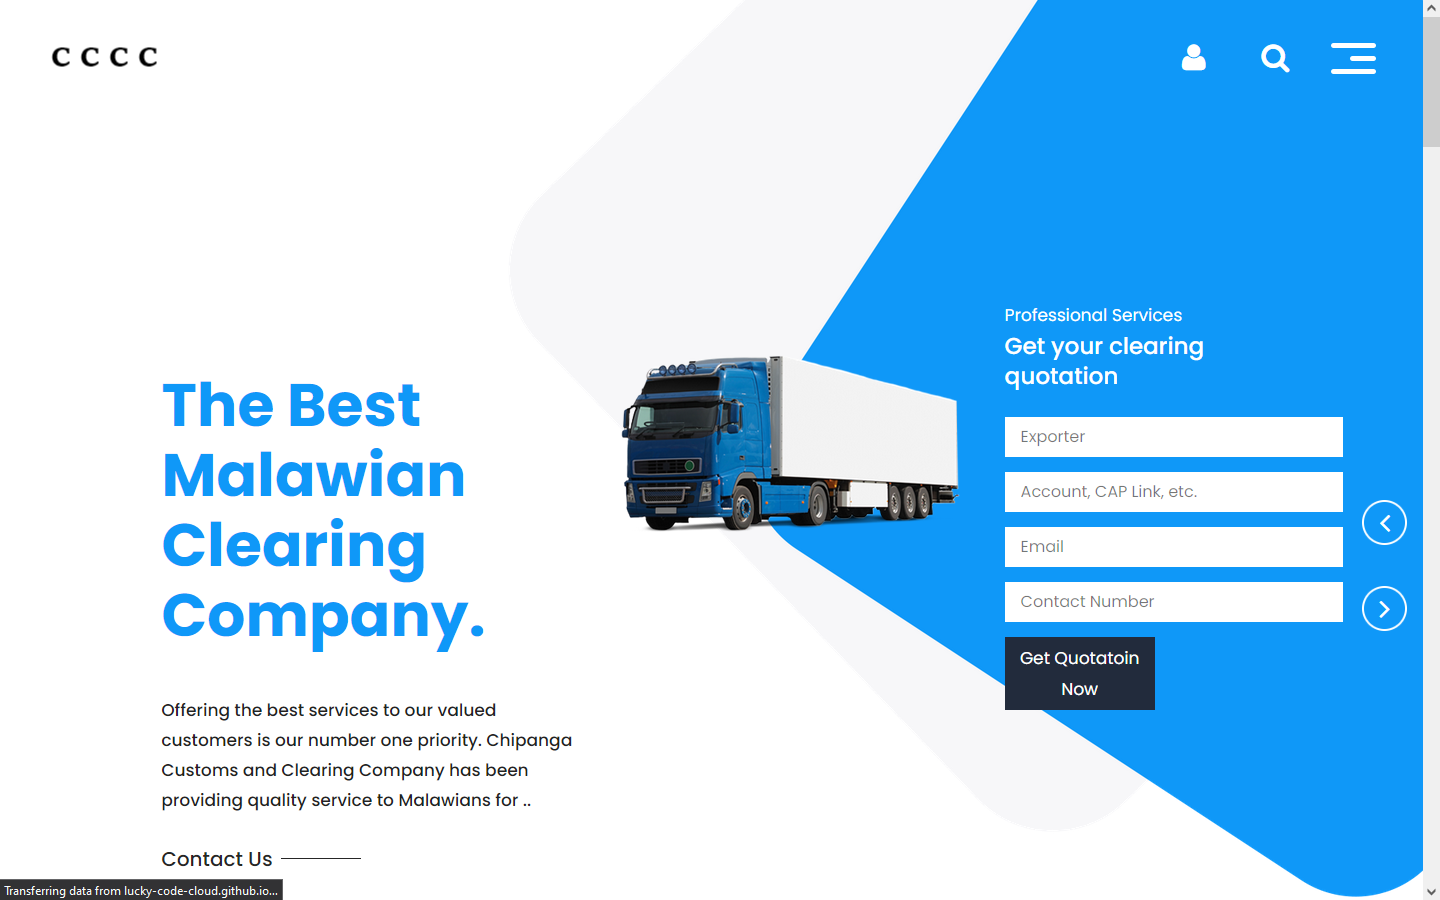 C C C C
Professional Services
Get your clearing
quotation
Exporter
Account, CAP Link, etc.
Email
Contact Number
Get Quotatoin
Now
The Best
Malawian
Clearing
Company.
Offering the best services to our valued
customers is our number one priority. Chipanga
Customs and Clearing Company has been
providing quality service to Malawians for ..
Contact Us
Transferring data from lucky-code-cloud.github.io...